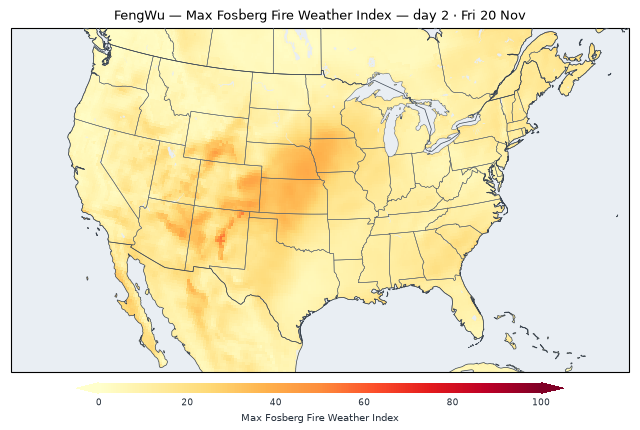 FengWu — Max Fosberg Fire Weather Index — day 2 · Fri 20 Nov
0 20 40 60 80 100
Max Fosberg Fire Weather Index